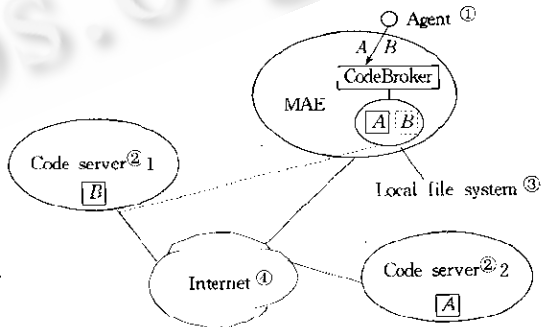 Agent ①
A B
CodeBroker
MAE
A B
Code server② 1
B
Local file system ③
Internet ④
Code server② 2
A